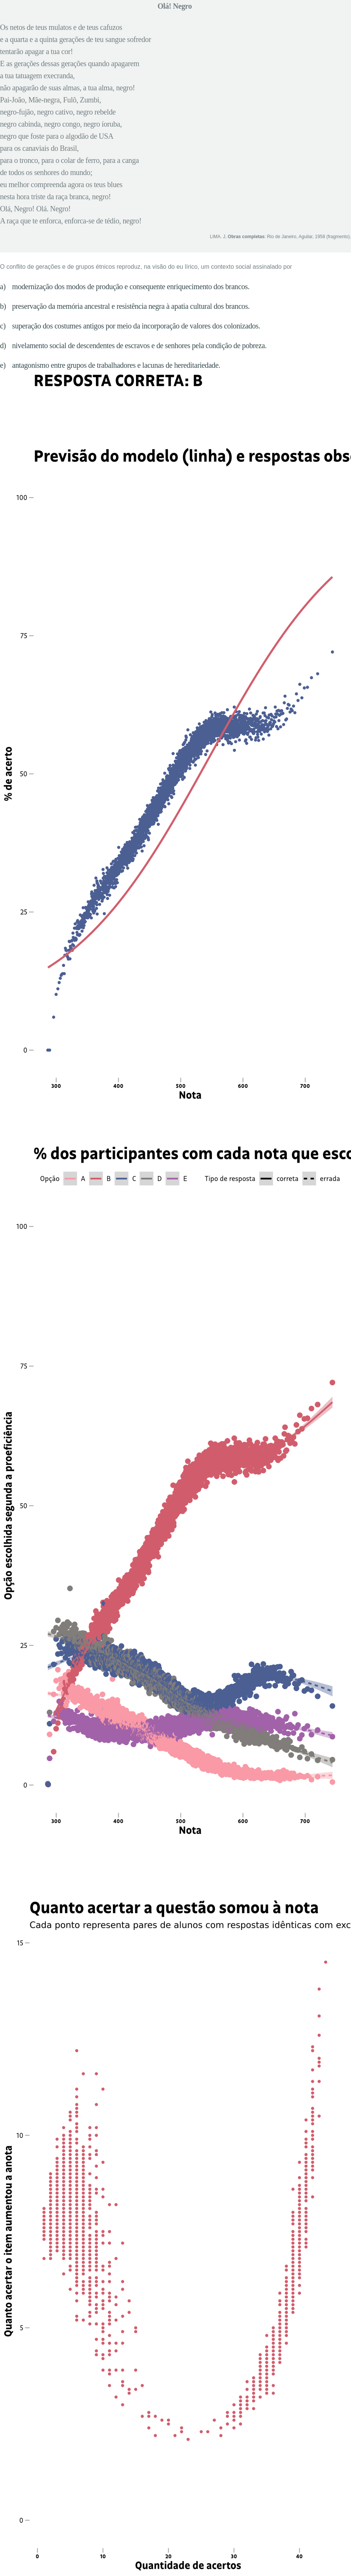 Olá! Negro
Os netos de teus mulatos e de teus cafuzos
e a quarta e a quinta gerações de teu sangue sofredor
tentarão apagar a tua cor!
E as gerações dessas gerações quando apagarem
a tua tatuagem execranda,
não apagarão de suas almas, a tua alma, negro!
Pai-João, Mãe-negra, Fulô, Zumbi,
negro-fujão, negro cativo, negro rebelde
negro cabinda, negro congo, negro ioruba,
negro que foste para o algodão de USA
para os canaviais do Brasil,
para o tronco, para o colar de ferro, para a canga
de todos os senhores do mundo;
eu melhor compreendo agora os teus blues
nesta hora triste da raça branca, negro!
Olá, Negro! Olá. Negro!
A raça que te enforca, enforca-se de tédio, negro!
LIMA. J. Obras completas: Rio de Janeiro, Aguilar, 1958 (fragmento).
O conflito de gerações e de grupos étnicos reproduz, na visão do eu lírico, um contexto social assinalado por
a) modernização dos modos de produção e consequente enriquecimento dos brancos.
b) preservação da memória ancestral e resistência negra à apatia cultural dos brancos.
c) superação dos costumes antigos por meio da incorporação de valores dos colonizados.
d) nivelamento social de descendentes de escravos e de senhores pela condição de pobreza.
e) antagonismo entre grupos de trabalhadores e lacunas de hereditariedade.
RESPOSTA CORRETA: B
Previsão do modelo (linha) e respostas obs
100
75
50
25
0
% de acerto
300 400 500 600 700
Nota
% dos participantes com cada nota que esco
Opção A B C D E Tipo de resposta correta errada
100
75
50
25
0
Opção escolhida segundo a proeficiência
300 400 500 600 700
Nota
Quanto acertar a questão somou à nota
Cada ponto representa pares de alunos com respostas idênticas com exc
15
10
5
0
Quanto acertar o item aumentou a anota
0 10 20 30 40
Quantidade de acertos